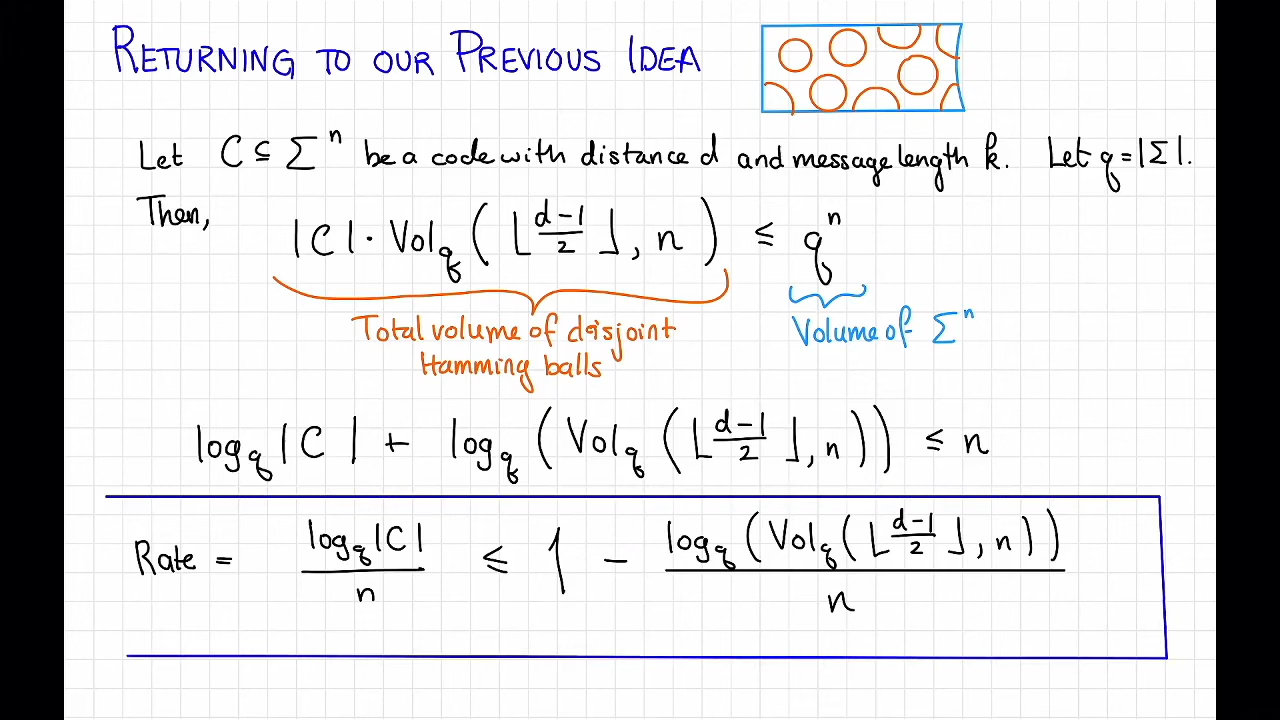 RETURNING TO OUR PREVIOUS IDEA
Let C ⊆ Σ^n be a code with distance d and message length k. Let q = |Σ|.
Then,
|C| · Vol_q (⌊(d-1)/2⌋, n) ≤ q^n
Total volume of disjoint
Hamming balls
Volume of Σ^n
log_q |C| + log_q (Vol_q (⌊(d-1)/2⌋, n)) ≤ n
Rate = log_q |C| / n ≤ 1 - log_q (Vol_q (⌊(d-1)/2⌋, n)) / n